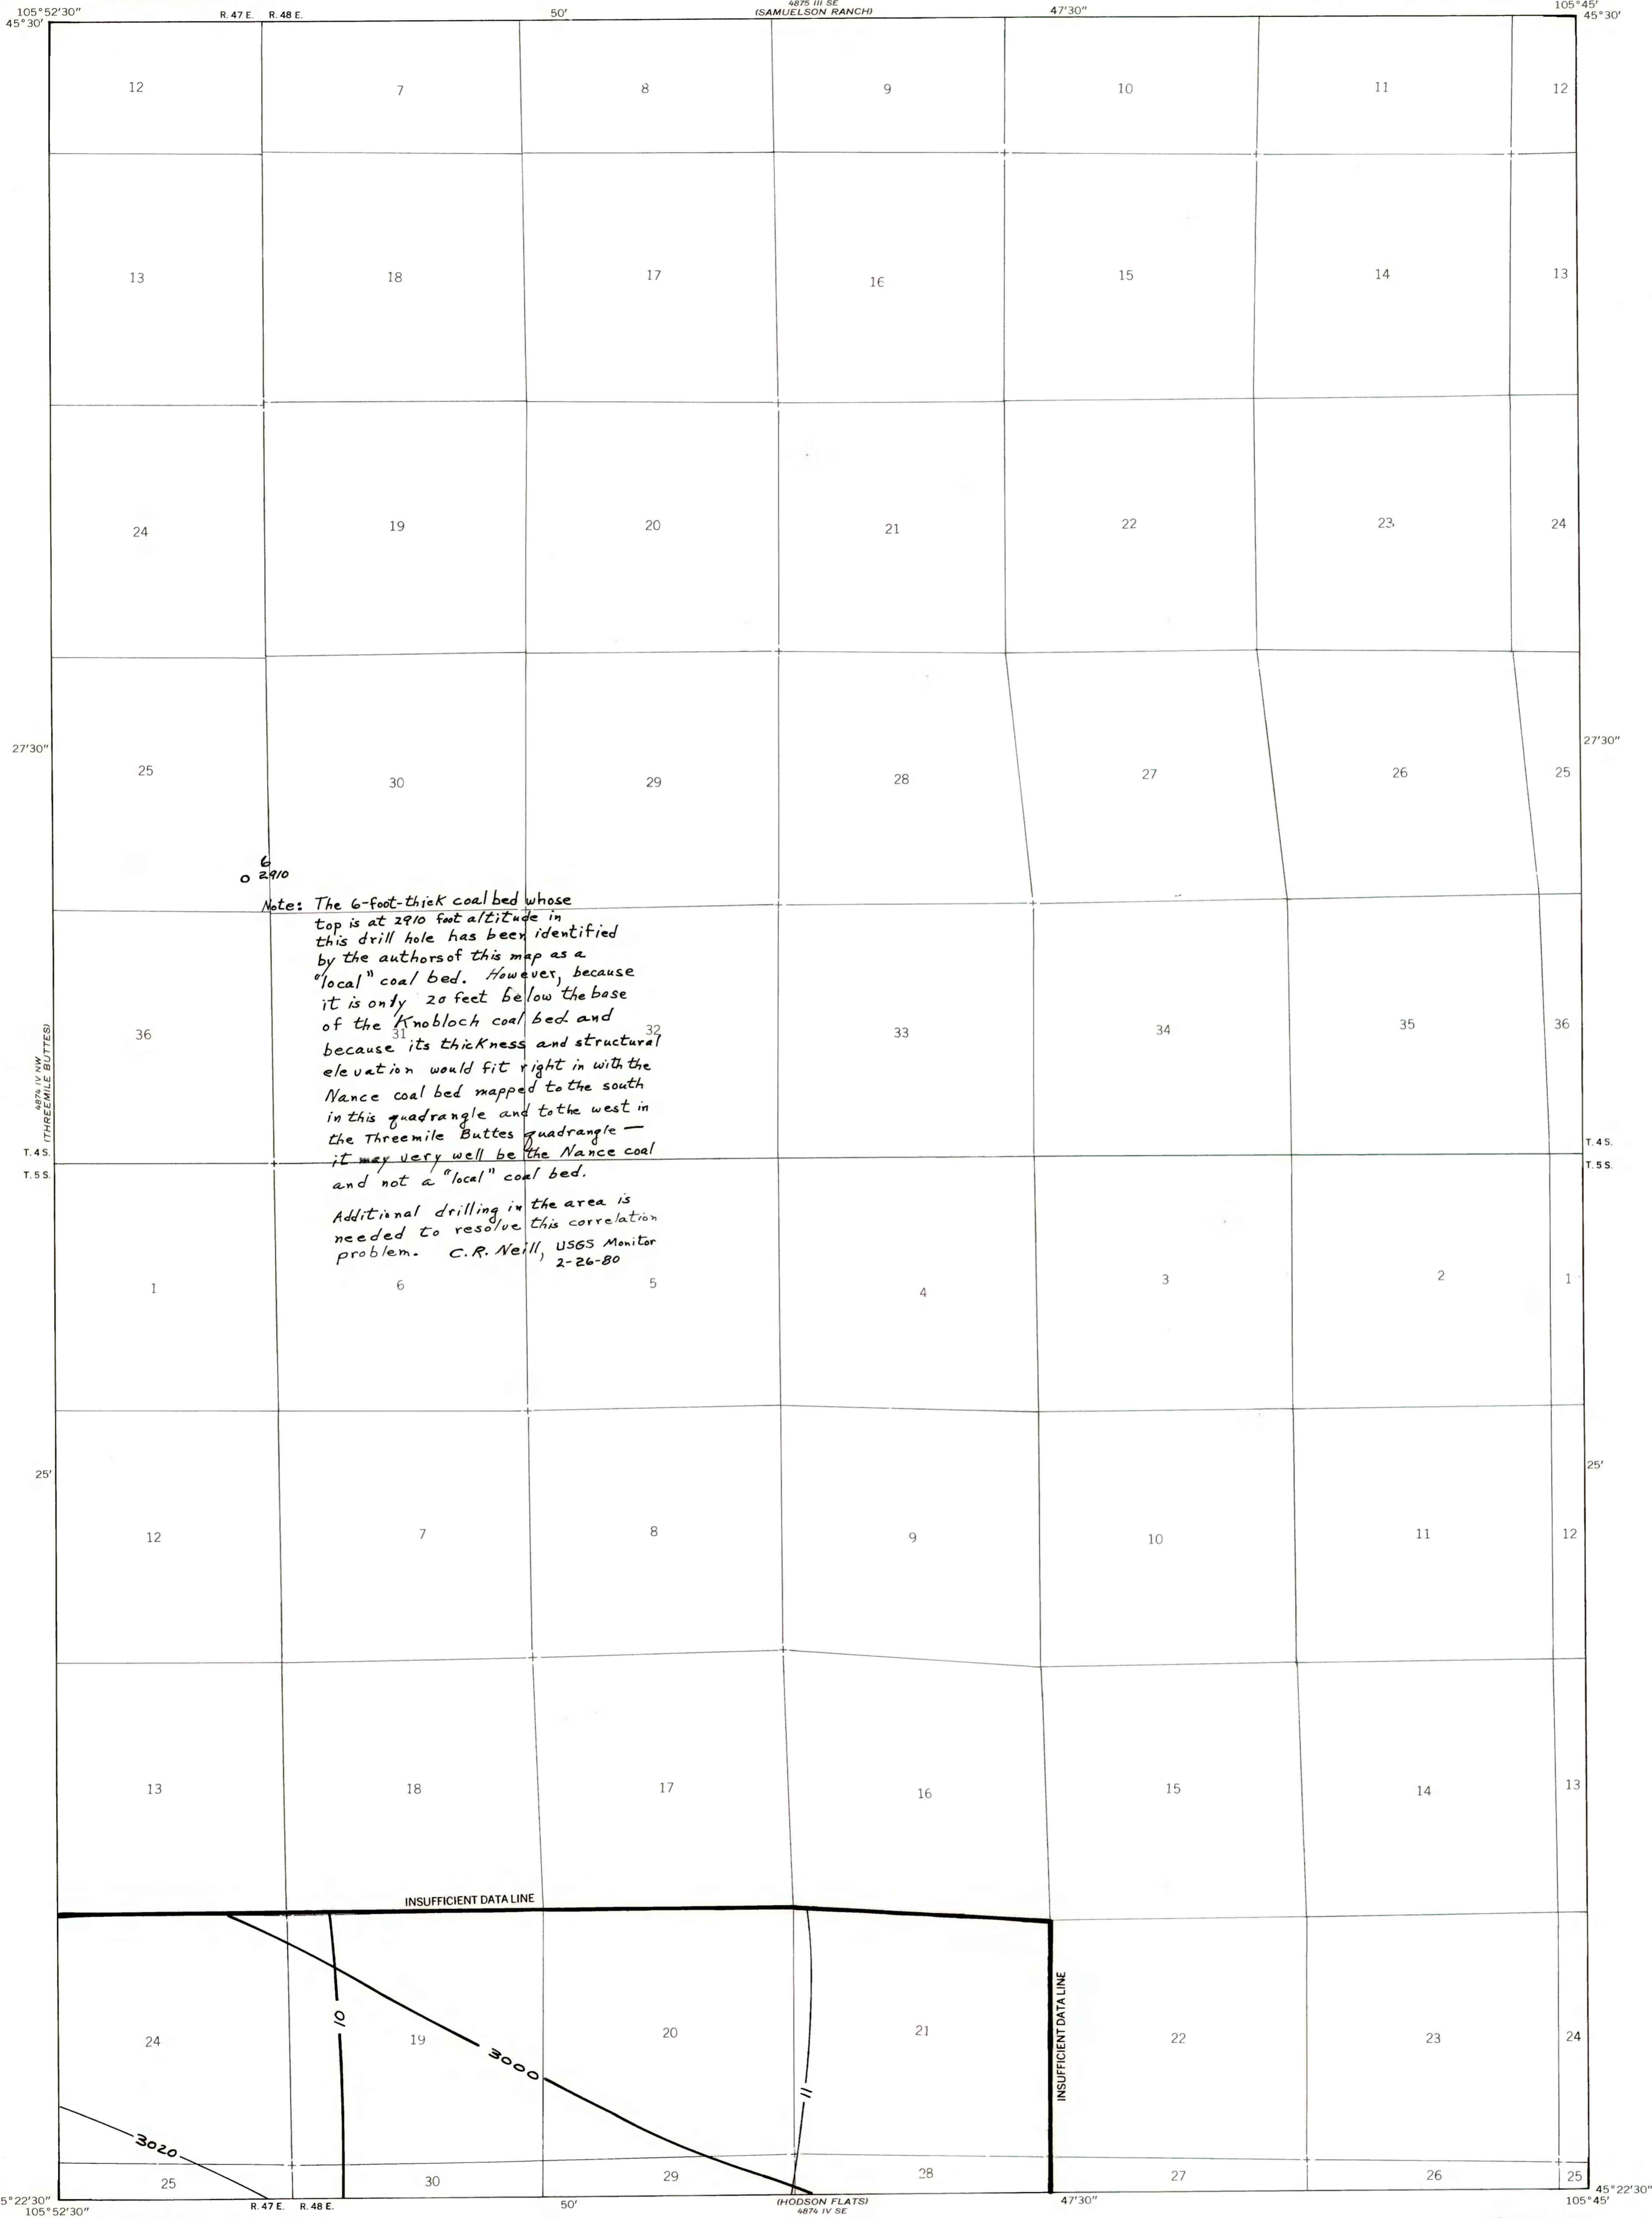 4875 III SE
105°52'30" R. 47 E. R. 48 E. 50' (SAMUELSON RANCH) 47'30" 105°45'
45°30' 45°30'
12 7 8 9 10 11 12
13 18 17 16 15 14 13
24 19 20 21 22 23 24
27'30" 27'30"
25 30 29 28 27 26 25
6
2910
Note: The 6-foot-thick coal bed whose
top is at 2910 foot altitude in
this drill hole has been identified
by the authors of this map as a
"local" coal bed. However, because
it is only 20 feet below the base
of the Knobloch coal bed and
36 31 32 33 34 35 36
because its thickness and structural
elevation would fit right in with the
Nance coal bed mapped to the south
in this quadrangle and to the west in
the Threemile Buttes quadrangle —
it may very well be the Nance coal
and not a "local" coal bed.
4874 IV NW
(THREEMILE BUTTES)
T. 4 S. T. 4 S.
T. 5 S. T. 5 S.
Additional drilling in the area is
needed to resolve this correlation
problem. C.R. Neill, USGS Monitor
2-26-80
1 6 5 4 3 2 1
25' 25'
12 7 8 9 10 11 12
13 18 17 16 15 14 13
INSUFFICIENT DATA LINE
INSUFFICIENT DATA LINE
10
24 19 20 21 22 23 24
3000
11
3020
25 30 29 28 27 26 25
5°22'30" 45°22'30"
105°52'30" R. 47 E. R. 48 E. 50' (HODSON FLATS) 47'30" 105°45'
4874 IV SE